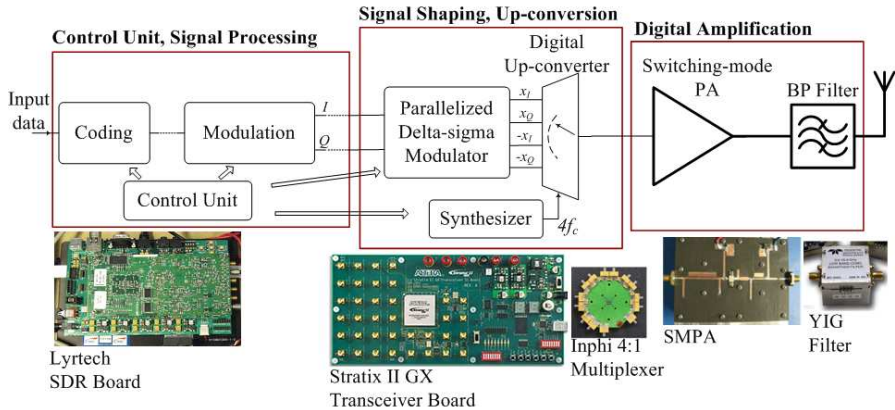 Signal Shaping, Up-conversion
Control Unit, Signal Processing
Digital Amplification
Digital
Up-converter
Switching-mode
PA
BP Filter
Input
data
Coding
Modulation
I
Q
Parallelized
Delta-sigma
Modulator
x_I
x_Q
-x_I
-x_Q
Control Unit
Synthesizer
4f_c
ALTERA
Lyrtech
SDR Board
Stratix II GX
Transceiver Board
Inphi 4:1
Multiplexer
SMPA
YIG
Filter